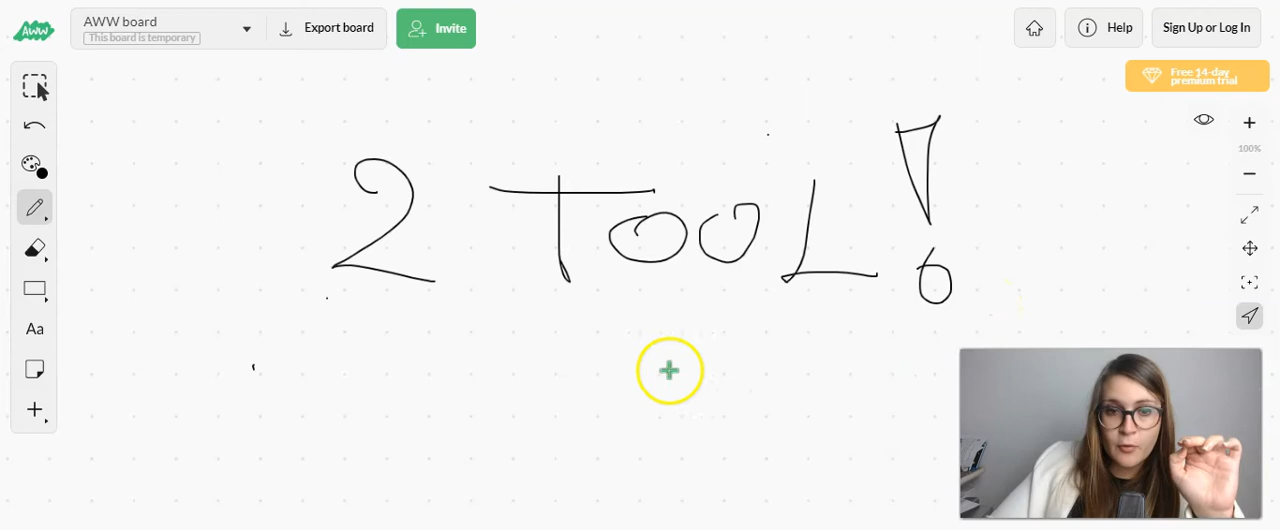 AWW
AWW board
This board is temporary
Export board
Invite
Help
Sign Up or Log In
Free 14-day
premium trial
100%
2 TOOL!
Aa